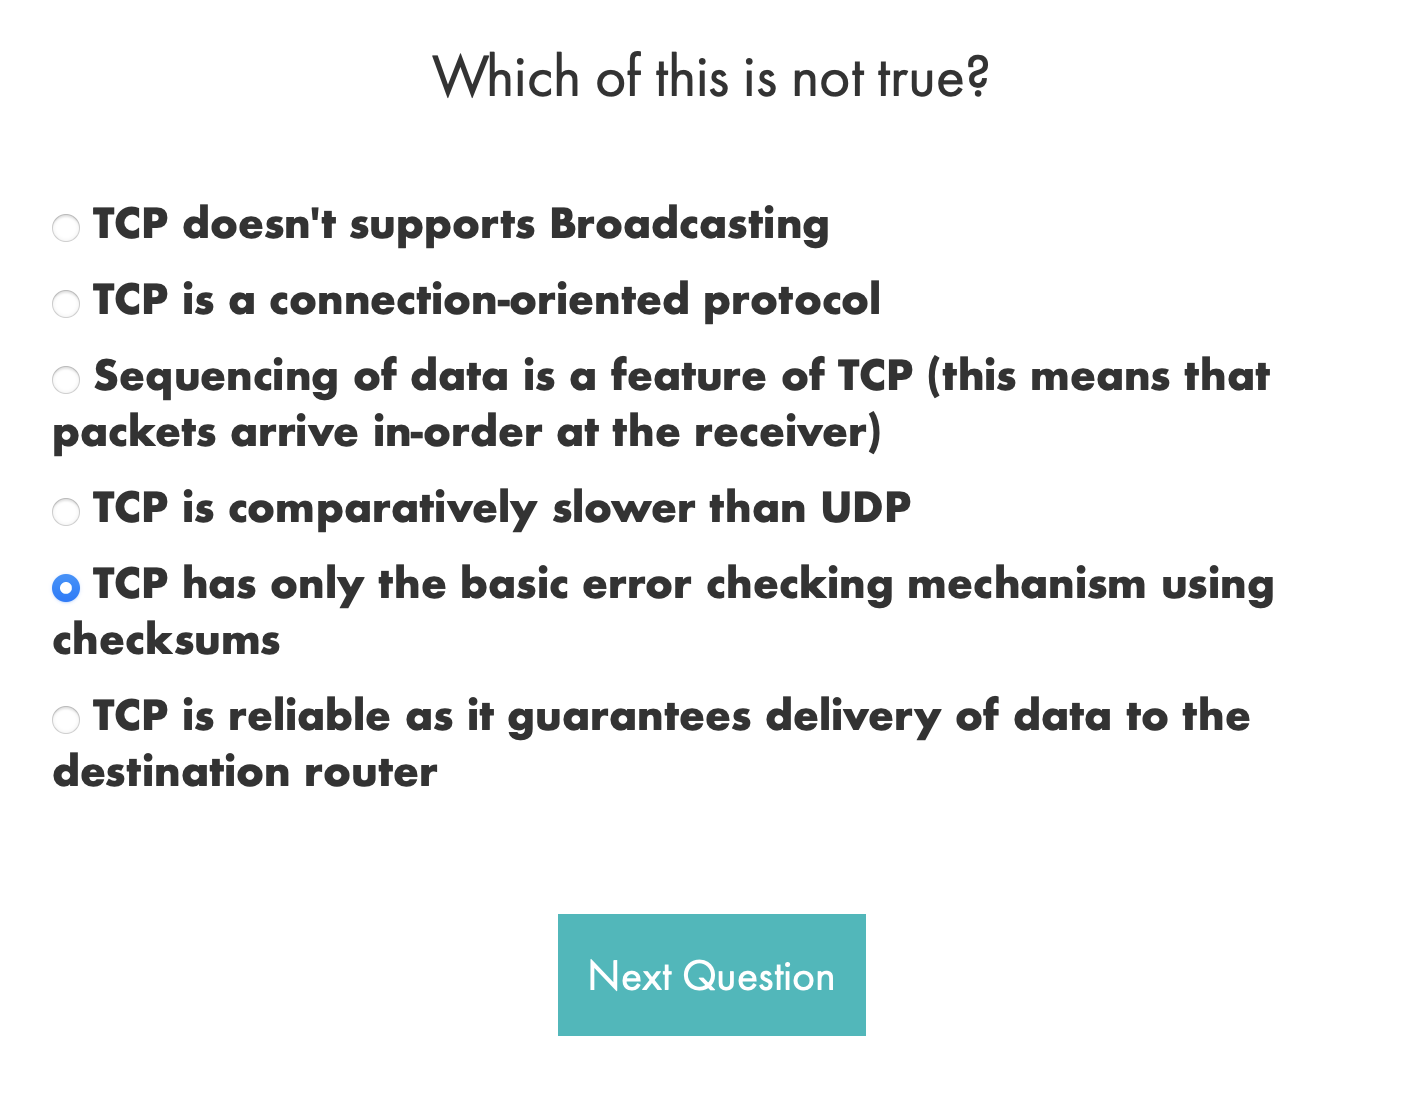 Which of this is not true?
TCP doesn't supports Broadcasting
TCP is a connection-oriented protocol
Sequencing of data is a feature of TCP (this means that
packets arrive in-order at the receiver)
TCP is comparatively slower than UDP
TCP has only the basic error checking mechanism using
checksums
TCP is reliable as it guarantees delivery of data to the
destination router
Next Question